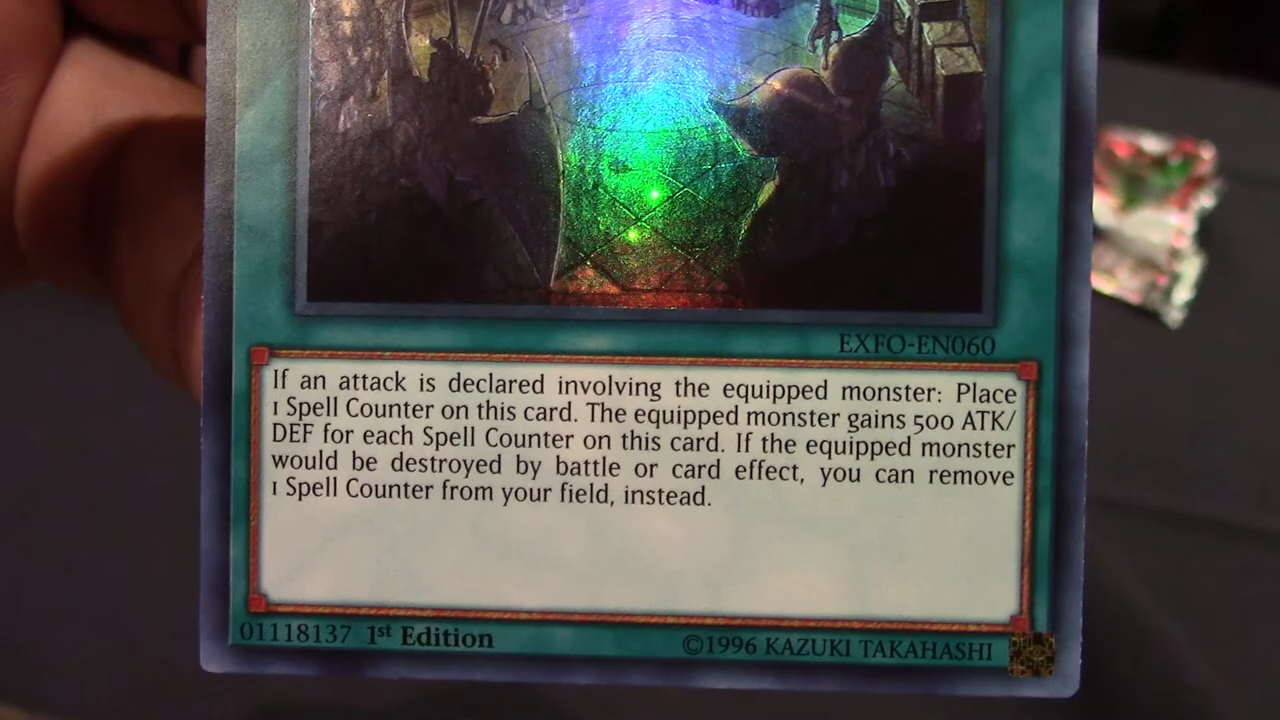 EXFO-EN060
If an attack is declared involving the equipped monster: Place
1 Spell Counter on this card. The equipped monster gains 500 ATK/
DEF for each Spell Counter on this card. If the equipped monster
would be destroyed by battle or card effect, you can remove
1 Spell Counter from your field, instead.
01118137 1st Edition ©1996 KAZUKI TAKAHASHI